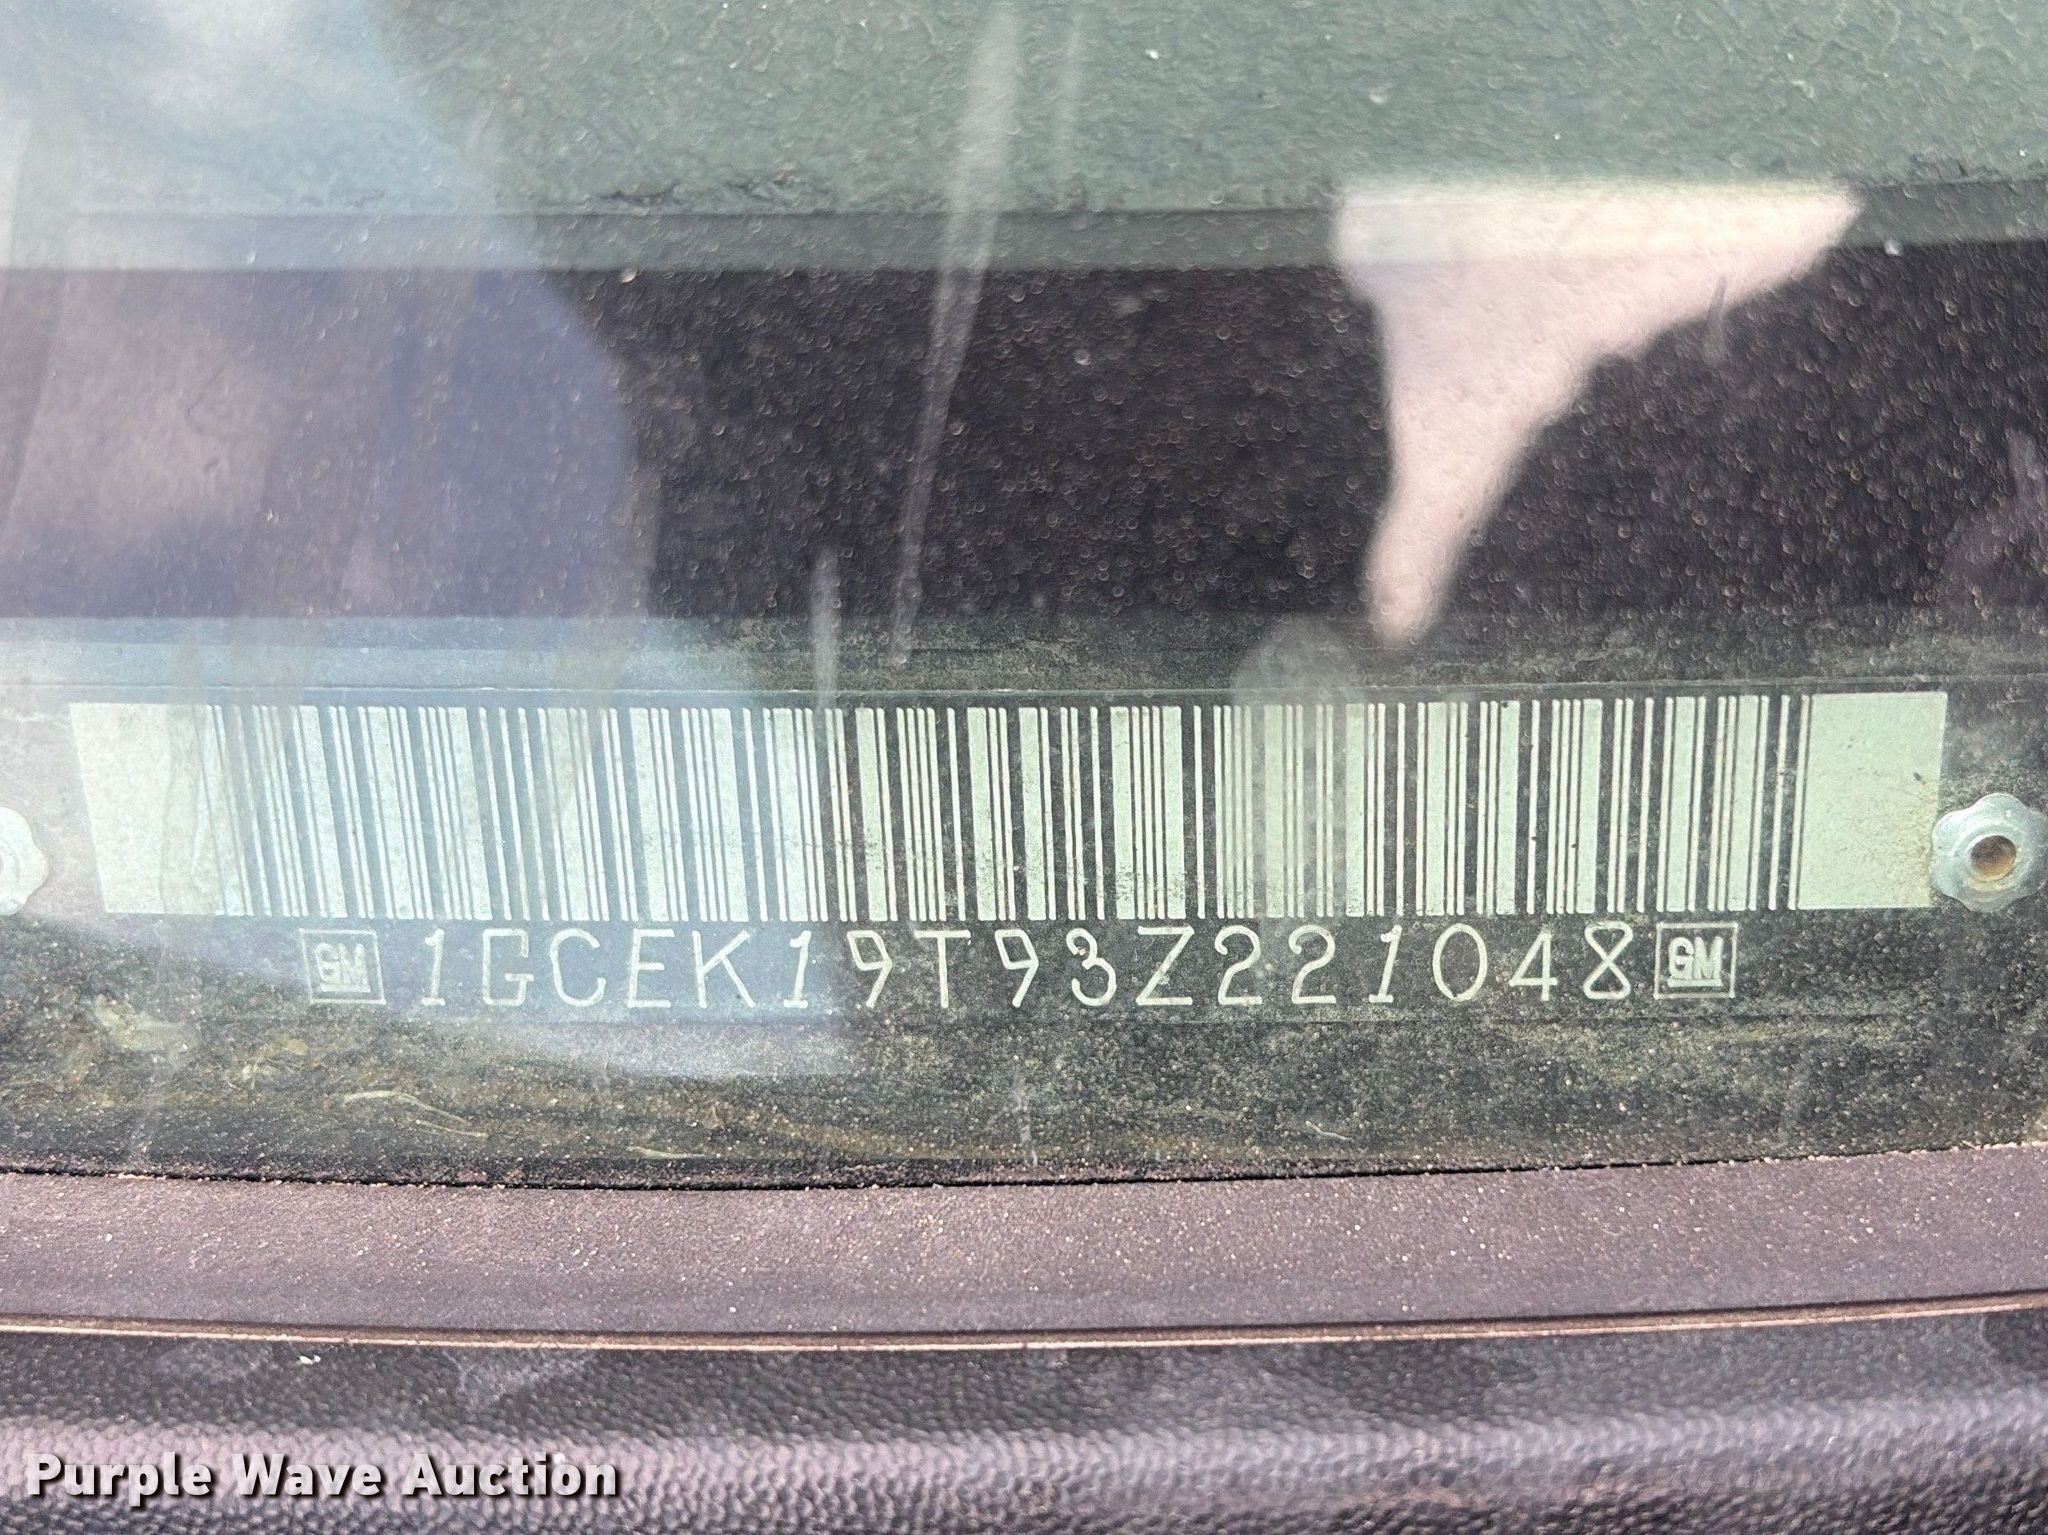 GM 1GCEK19T93Z221048 GM
Purple Wave Auction